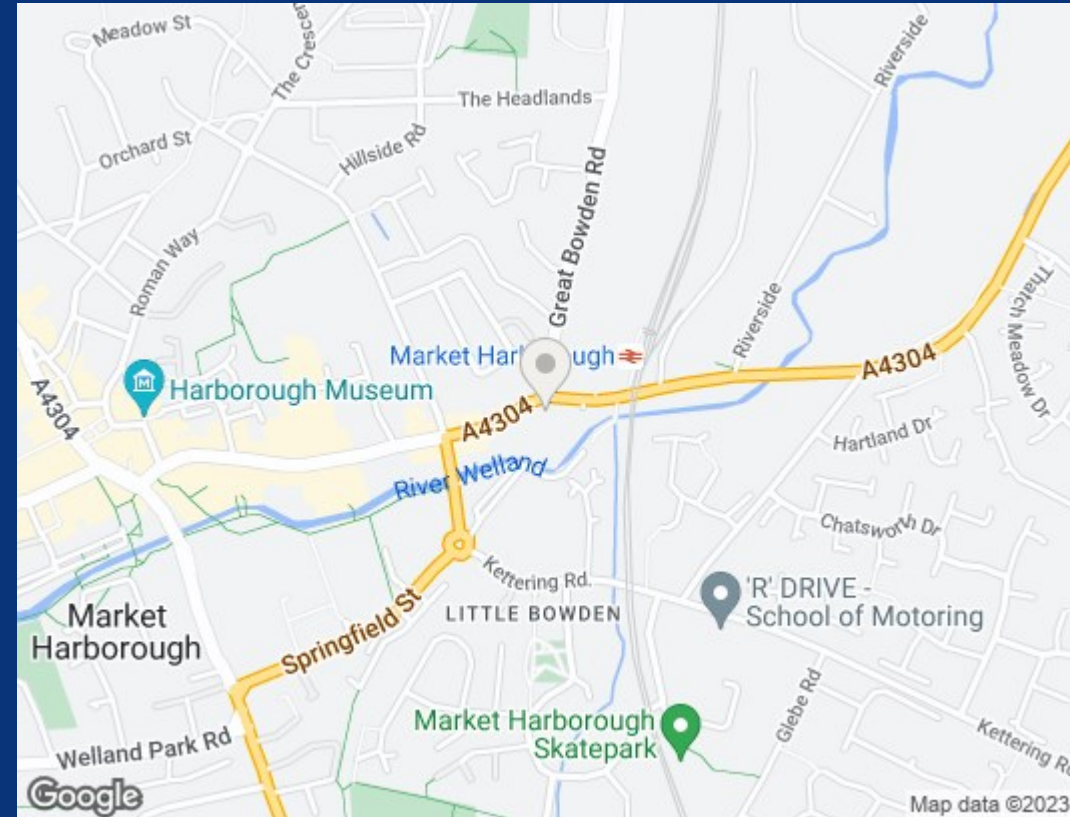 Meadow St
The Crescen
Riverside
The Headlands
Orchard St
Hillside Rd
Great Bowden Rd
Roman Way
Riverside
Thatch Meadow Dr
Market Har ough
Harborough Museum
A4304
A4304
A4304
Hartland Dr
River Welland
Chatsworth Dr
Kettering Rd.
'R' DRIVE -
School of Motoring
LITTLE BOWDEN
Market
Harborough
Springfield St
Glebe Rd
Market Harborough
Skatepark
Kettering Rd
Welland Park Rd
Google
Map data ©2023